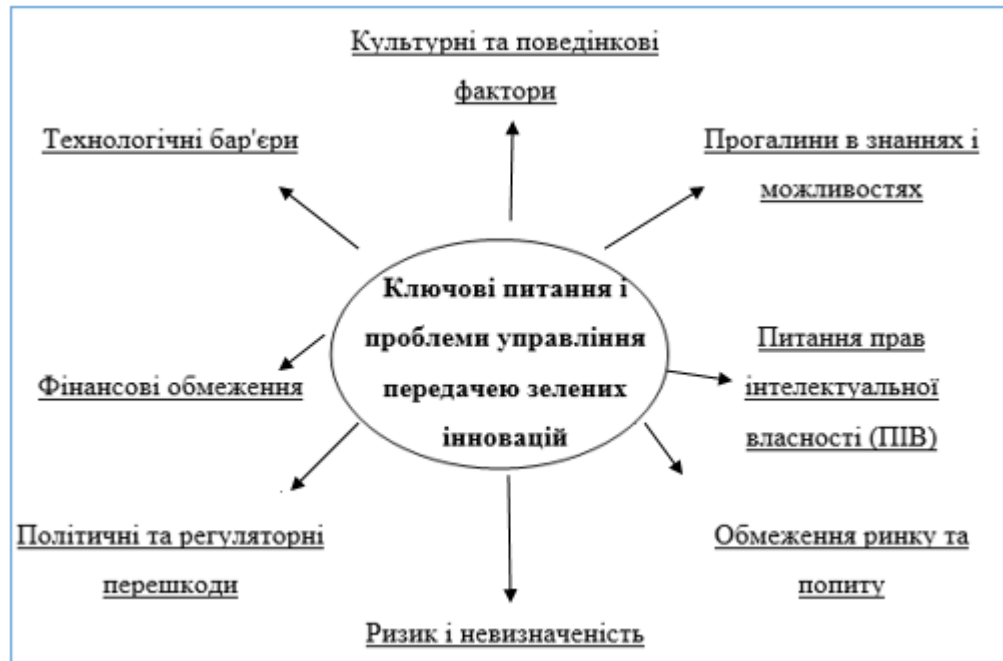 Культурні та поведінкові
фактори
Технологічні бар'єри
Прогалини в знаннях і
можливостях
Ключові питання і
проблеми управління
передачею зелених
інновацій
Фінансові обмеження
Питання прав
інтелектуальної
власності (ПІВ)
Політичні та регуляторні
перешкоди
Обмеження ринку та
попиту
Ризик і невизначеність